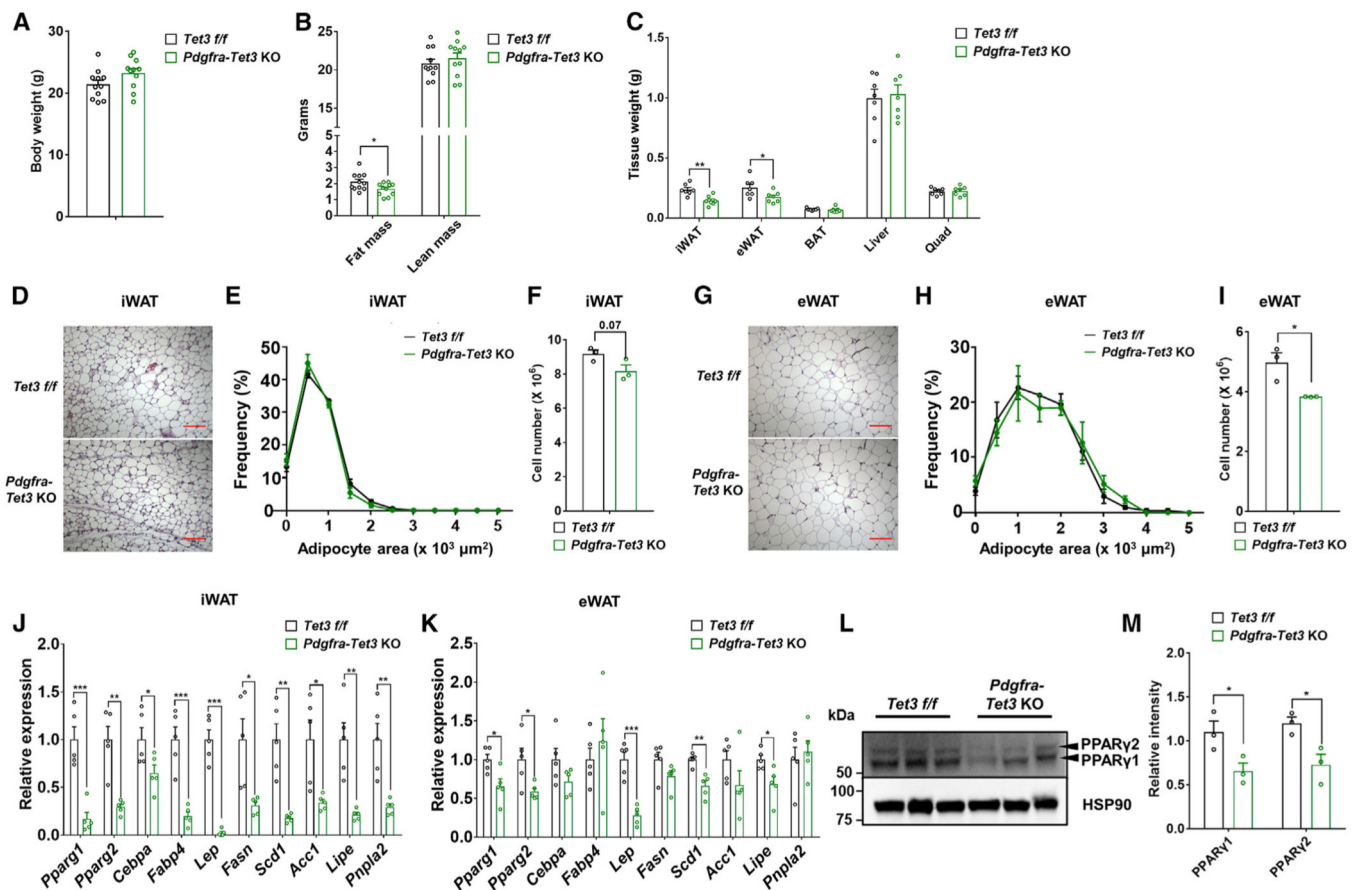 A
Body weight (g)
30
20
10
0
Tet3 f/f
Pdgfra-Tet3 KO
B
Grams
25
20
15
5
4
3
2
1
0
*
Fat mass
Lean mass
Tet3 f/f
Pdgfra-Tet3 KO
C
Tissue weight (g)
1.5
1.0
0.5
0.0
**
*
iWAT
eWAT
BAT
Liver
Quad
Tet3 f/f
Pdgfra-Tet3 KO
D
iWAT
Tet3 f/f
Pdgfra-
Tet3 KO
E
iWAT
Frequency (%)
50
40
30
20
10
0
0 1 2 3 4 5
Adipocyte area (x 10³ µm²)
Tet3 f/f
Pdgfra-Tet3 KO
F
iWAT
Cell number (X 10⁶)
10
8
6
4
2
0
0.07
Tet3 f/f
Pdgfra-Tet3 KO
G
eWAT
Tet3 f/f
Pdgfra-
Tet3 KO
H
eWAT
Frequency (%)
40
30
20
10
0
0 1 2 3 4 5
Adipocyte area (x 10³ µm²)
Tet3 f/f
Pdgfra-Tet3 KO
I
eWAT
Cell number (X 10⁶)
6
4
2
0
*
Tet3 f/f
Pdgfra-Tet3 KO
J
iWAT
Relative expression
2.0
1.5
1.0
0.5
0.0
Tet3 f/f
Pdgfra-Tet3 KO
*** ** * *** *** * ** * ** **
Pparg1
Pparg2
Cebpa
Fabp4
Lep
Fasn
Scd1
Acc1
Lipe
Pnpla2
K
eWAT
Relative expression
2.5
2.0
1.5
1.0
0.5
0.0
Tet3 f/f
Pdgfra-Tet3 KO
* * *** ** *
Pparg1
Pparg2
Cebpa
Fabp4
Lep
Fasn
Scd1
Acc1
Lipe
Pnpla2
L
kDa
Tet3 f/f
Pdgfra-
Tet3 KO
PPARγ2
PPARγ1
50
100
HSP90
75
M
Tet3 f/f
Pdgfra-Tet3 KO
Relative intensity
2.0
1.5
1.0
0.5
0.0
* *
PPARγ1
PPARγ2